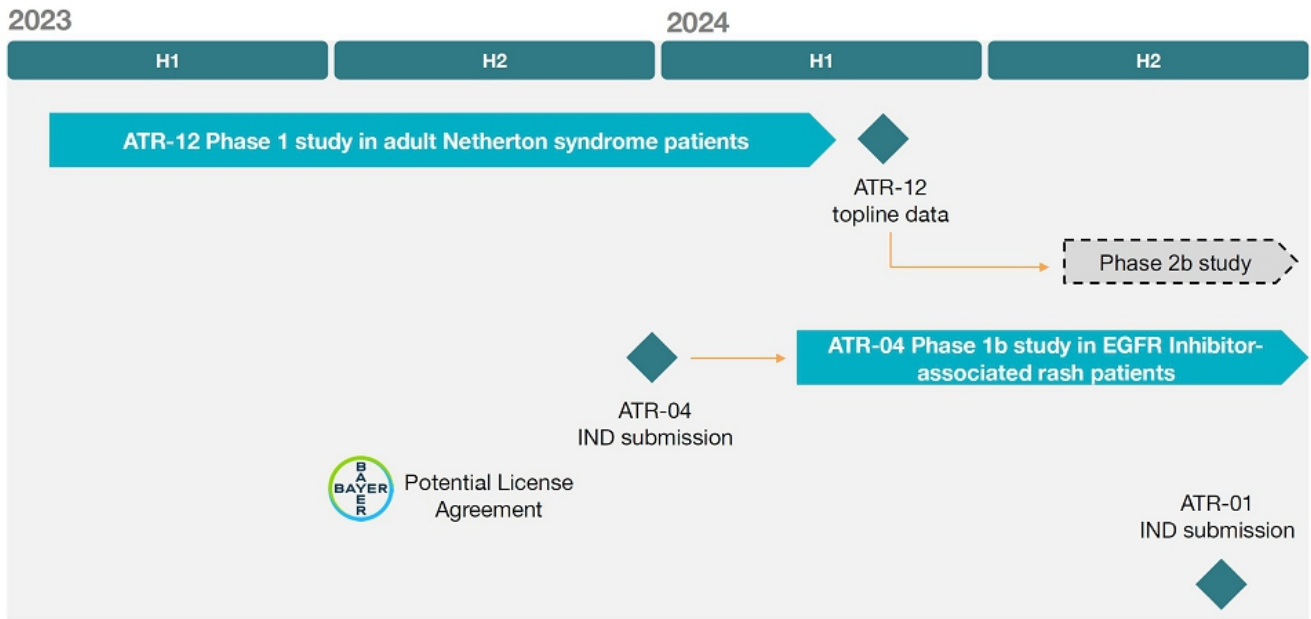 2023
2024
H1
H2
H1
H2
ATR-12 Phase 1 study in adult Netherton syndrome patients
ATR-12
topline data
Phase 2b study
ATR-04 Phase 1b study in EGFR Inhibitor-
associated rash patients
ATR-04
IND submission
BAYER
BAYER
Potential License
Agreement
ATR-01
IND submission